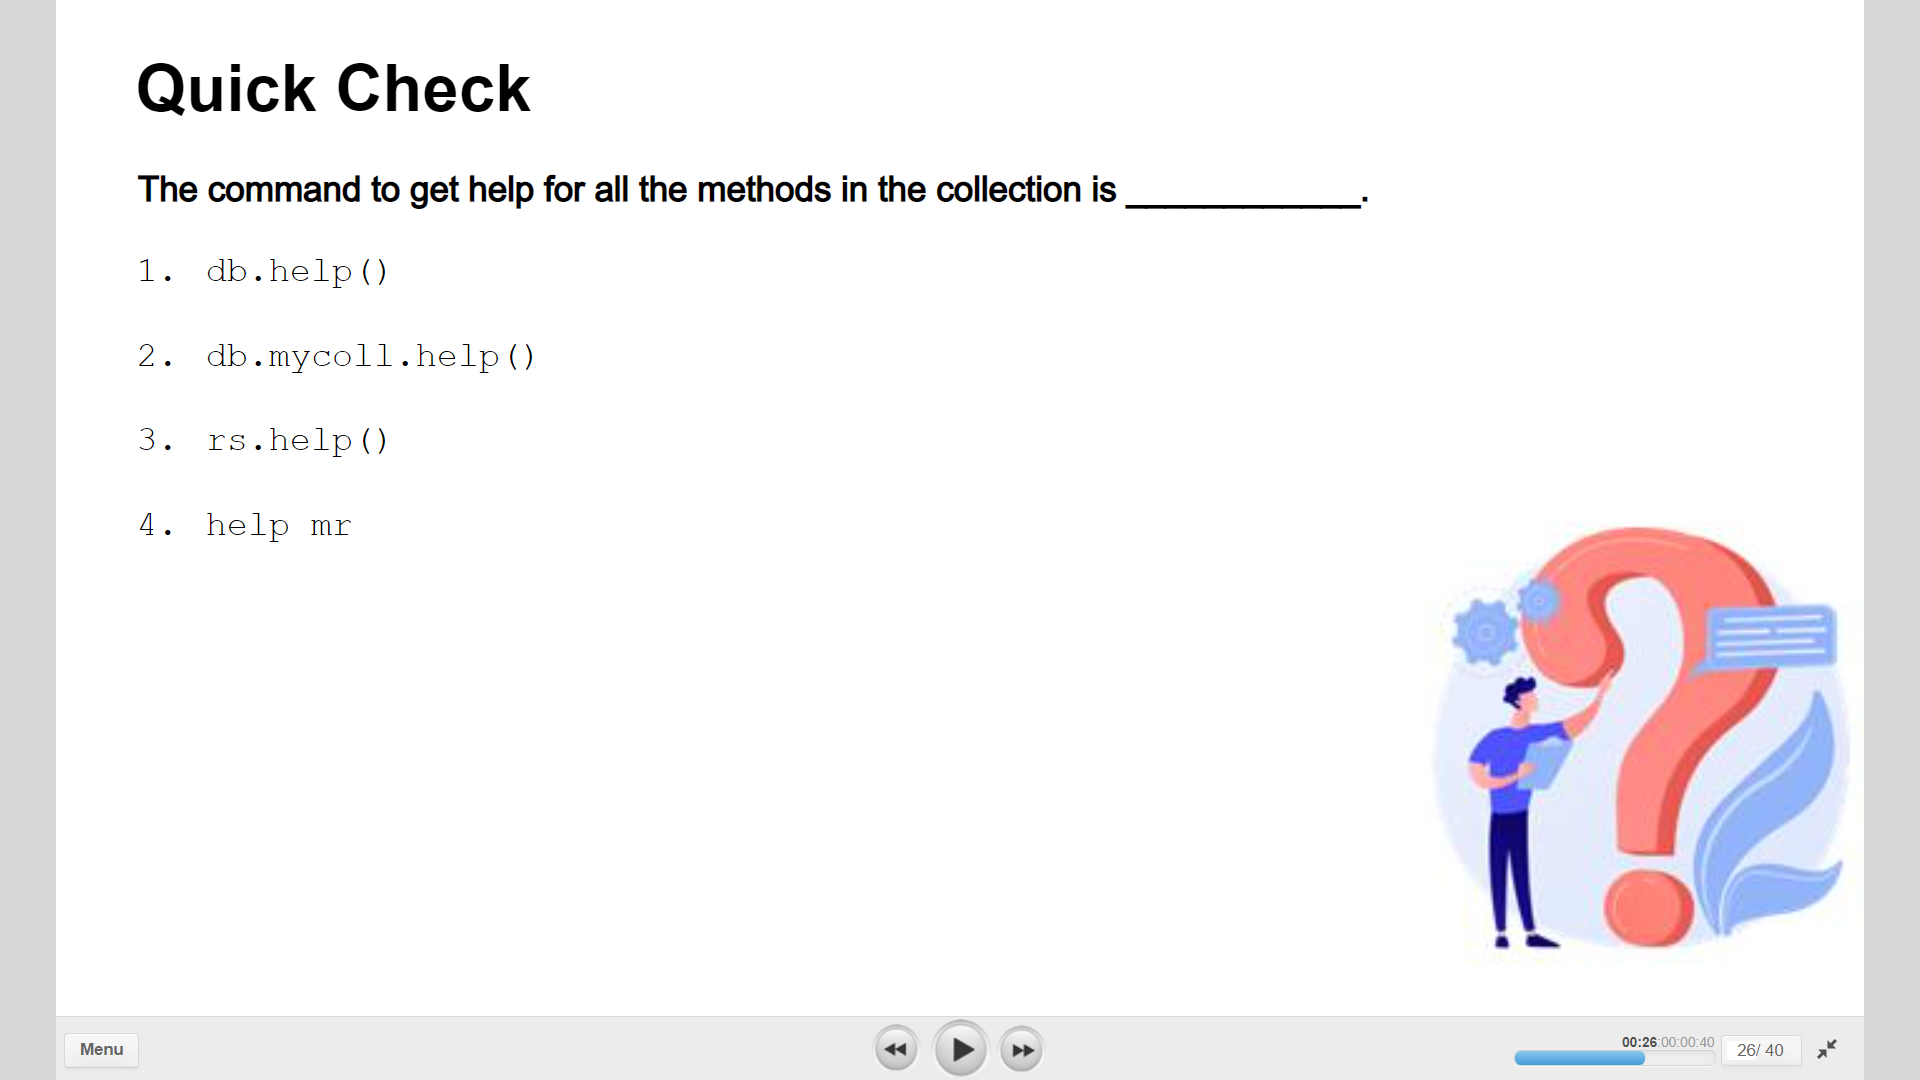 Quick Check
The command to get help for all the methods in the collection is ____________.
1. db.help()
2. db.mycoll.help()
3. rs.help()
4. help mr
Menu
00:26:00:00:40
26/ 40